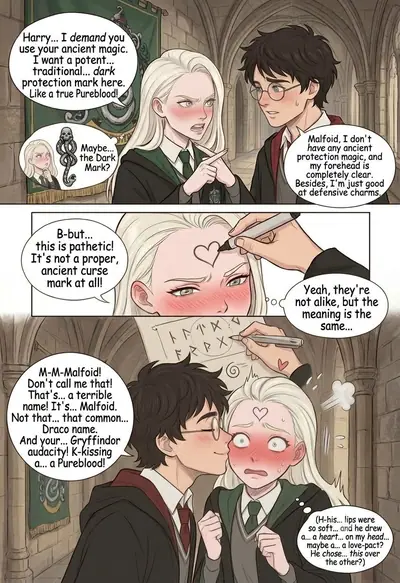 Harry... I demand you
use your ancient magic.
I want a potent...
traditional... dark
protection mark here.
Like a true Pureblood!
Maybe...
the Dark
Mark?
Malfoid, I don't
have any ancient
protection magic, and
my forehead is
completely clear.
Besides, I'm just good
at defensive charms.
B-but...
this is pathetic!
It's not a proper,
ancient curse
mark at all!
Yeah, they're
not alike, but the
meaning is the
same...
M-M-Malfoid!
Don't call me that!
That's... a terrible
name! It's... Malfoid.
Not that... that common...
Draco name.
And your... Gryffindor
audacity! K-kissing
a... a Pureblood!
(H-his... lips were
so soft... and he drew
a... a heart... on my head...
maybe a... a love-pact?
He chose... this over
the other?)